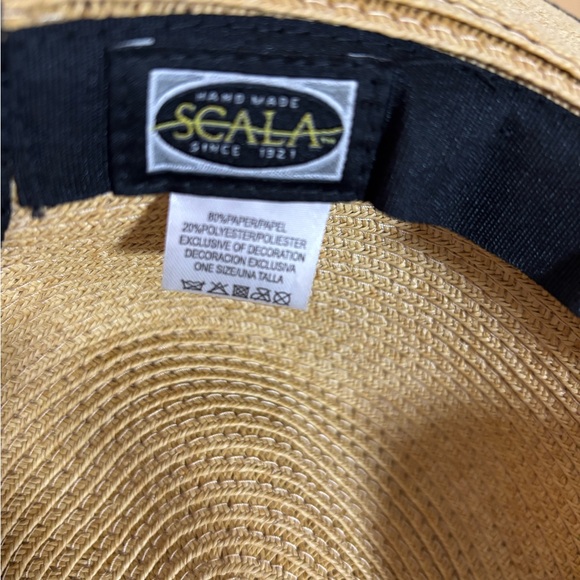 HAND MADE
SCALA™
SINCE 1921
80%PAPER/PAPEL
20%POLYESTER/POLIESTER
EXCLUSIVE OF DECORATION
DECORACION EXCLUSIVA
ONE SIZE/UNA TALLA